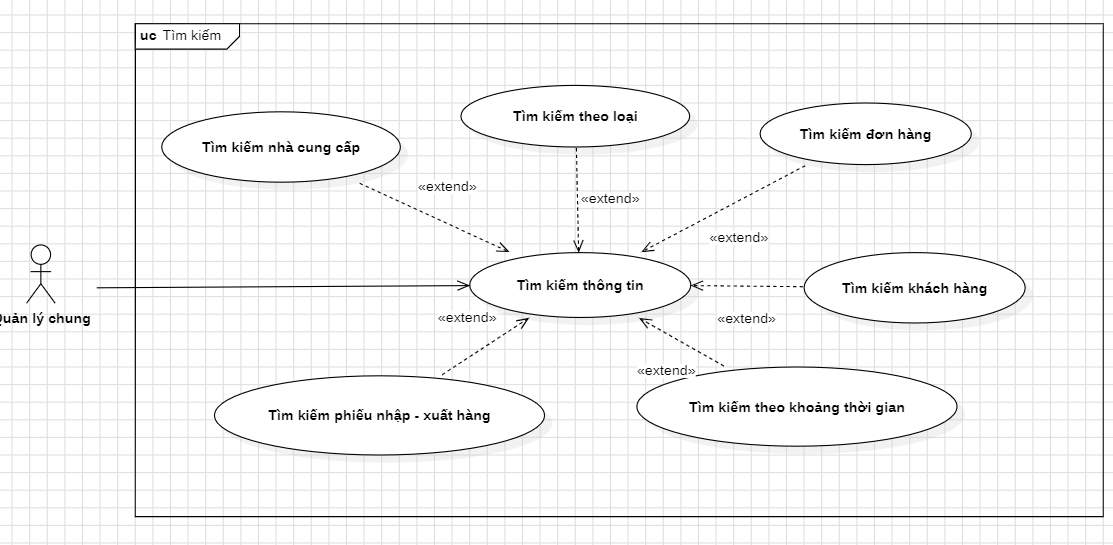 uc Tìm kiếm
Tìm kiếm theo loại
Tìm kiếm đơn hàng
Tìm kiếm nhà cung cấp
«extend»
«extend»
«extend»
Tìm kiếm thông tin
Tìm kiếm khách hàng
Quản lý chung
«extend»
«extend»
«extend»
Tìm kiếm phiếu nhập - xuất hàng
Tìm kiếm theo khoảng thời gian